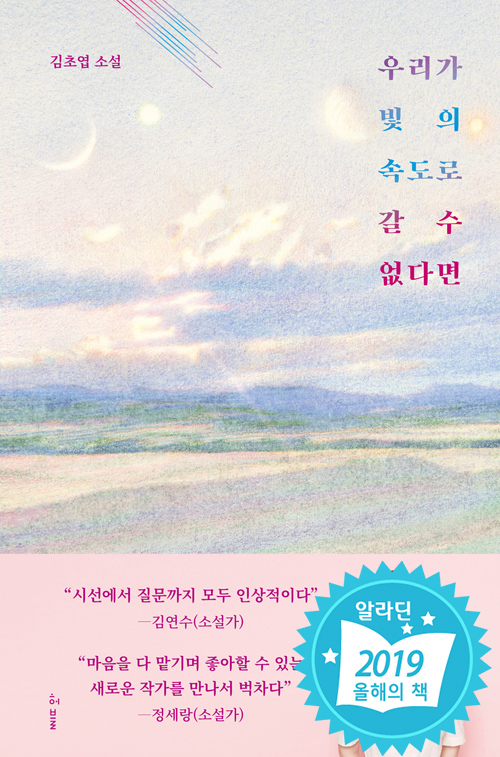 김초엽 소설
우리가
빛의
속도로
갈 수
없다면
“시선에서 질문까지 모두 인상적이다”
—김연수(소설가)
“마음을 다 맡기며 좋아할 수 있는
새로운 작가를 만나서 벅차다”
—정세랑(소설가)
허블
알라딘
2019
올해의 책